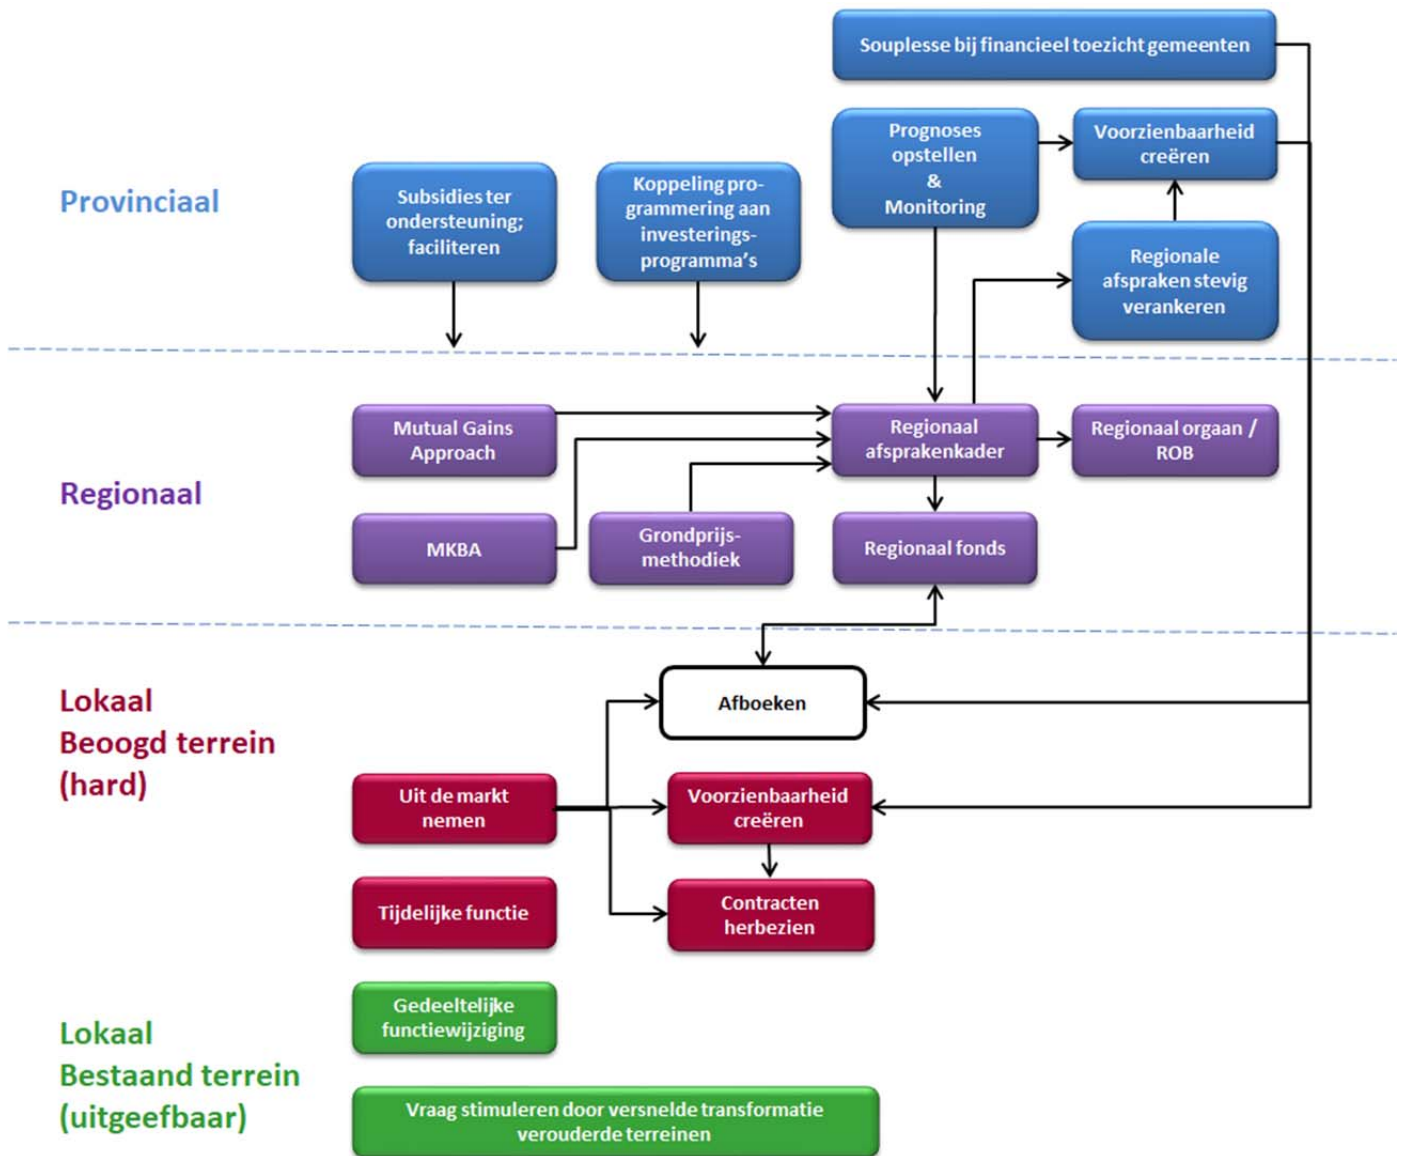 Souplesse bij financieel toezicht gemeenten
Provinciaal
Subsidies ter
ondersteuning;
faciliteren
Koppeling pro-
grammering aan
investerings-
programma's
Prognoses
opstellen
&
Monitoring
Voorzienbaarheid
creëren
Regionale
afspraken stevig
verankeren
Regionaal
Mutual Gains
Approach
Regionaal
afsprakenkader
Regionaal orgaan /
ROB
MKBA
Grondprijs-
methodiek
Regionaal fonds
Lokaal
Beoogd terrein
(hard)
Afboeken
Uit de markt
nemen
Voorzienbaarheid
creëren
Tijdelijke functie
Contracten
herbezien
Lokaal
Bestaand terrein
(uitgeefbaar)
Gedeeltelijke
functiewijziging
Vraag stimuleren door versnelde transformatie
verouderde terreinen